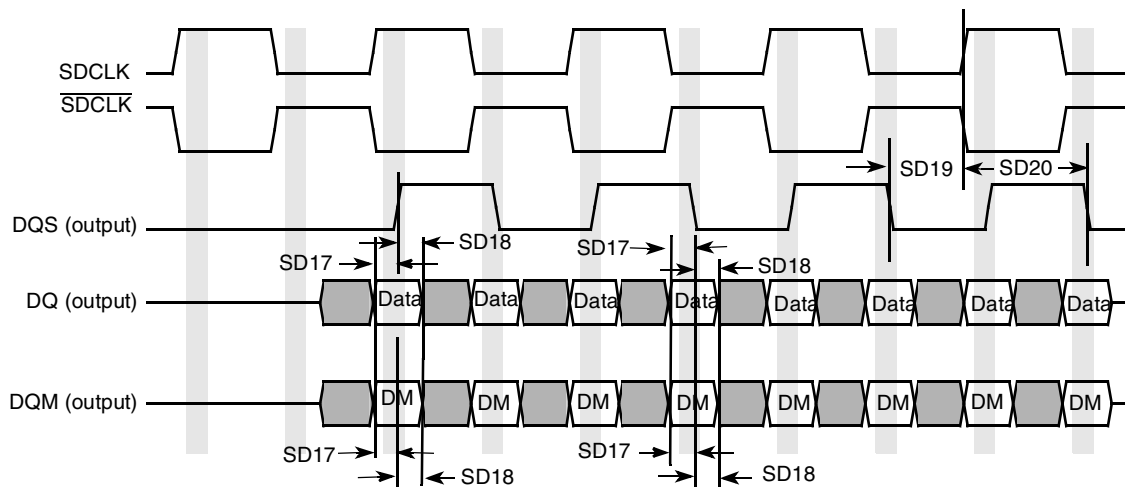 SDCLK
SDCLK
SD19 SD20
DQS (output)
SD18 SD17
SD17 SD18
DQ (output) Data Data Data Data Data Data Data Data
DQM (output) DM DM DM DM DM DM DM DM
SD17 SD17
SD18 SD18